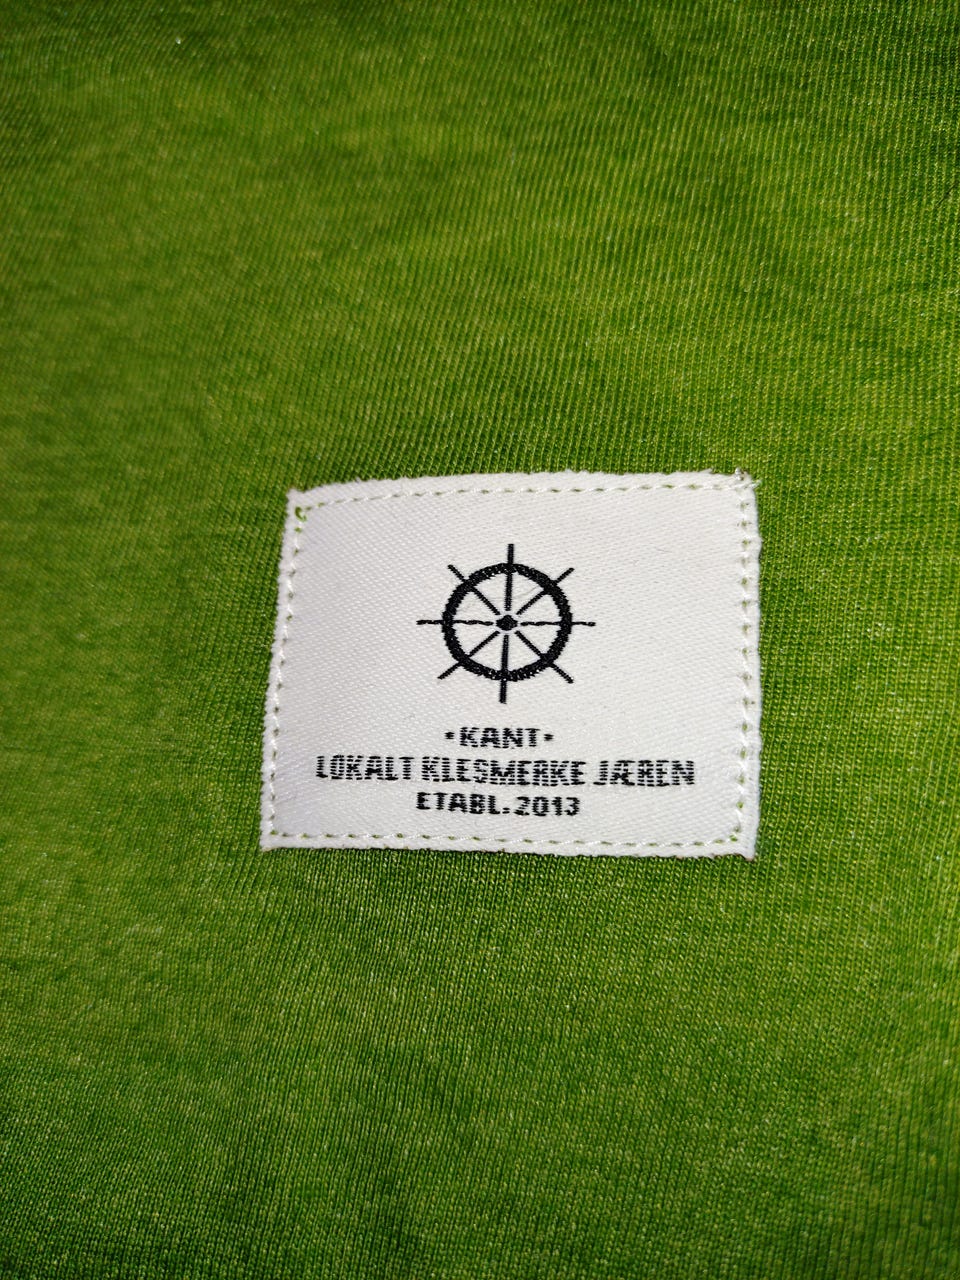 •KANT•
LOKALT KLESMERKE JÆREN
ETABL.2013